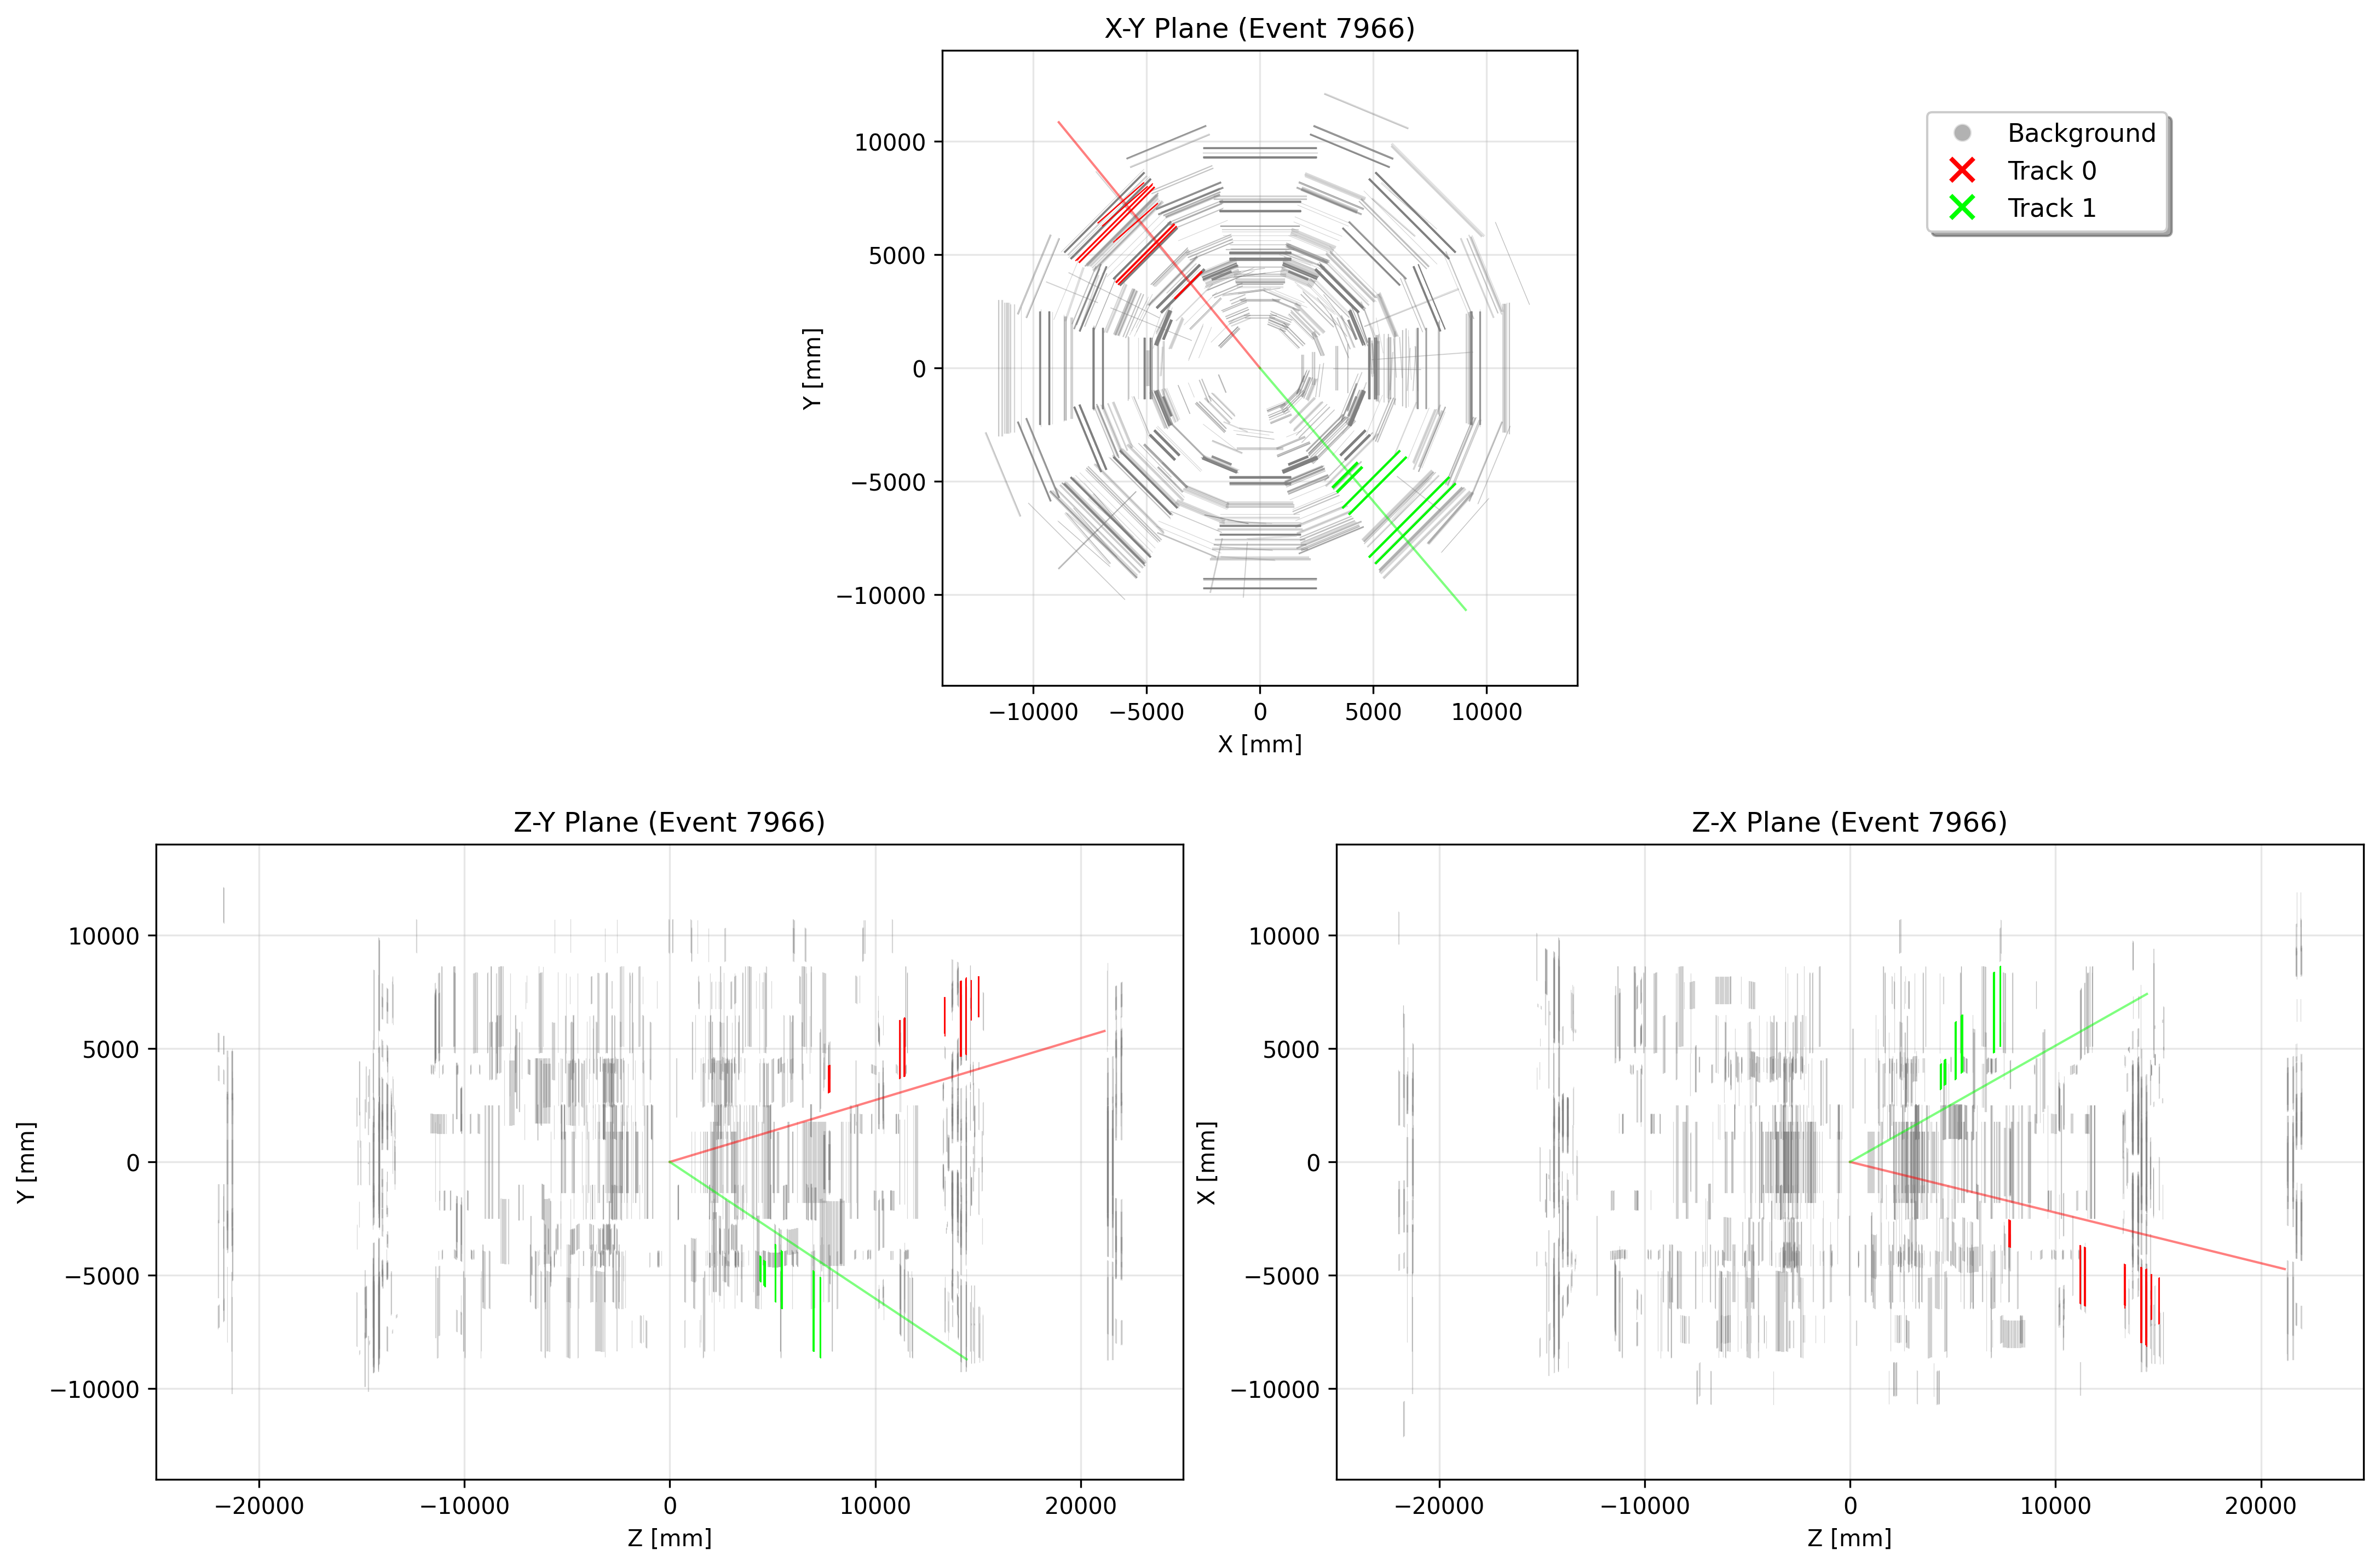 X-Y Plane (Event 7966)
Background
Track 0
Track 1
10000
5000
0
−5000
−10000
Y [mm]
−10000 −5000 0 5000 10000
X [mm]
Z-Y Plane (Event 7966)
10000
5000
0
−5000
−10000
Y [mm]
−20000 −10000 0 10000 20000
Z [mm]
Z-X Plane (Event 7966)
10000
5000
0
−5000
−10000
X [mm]
−20000 −10000 0 10000 20000
Z [mm]